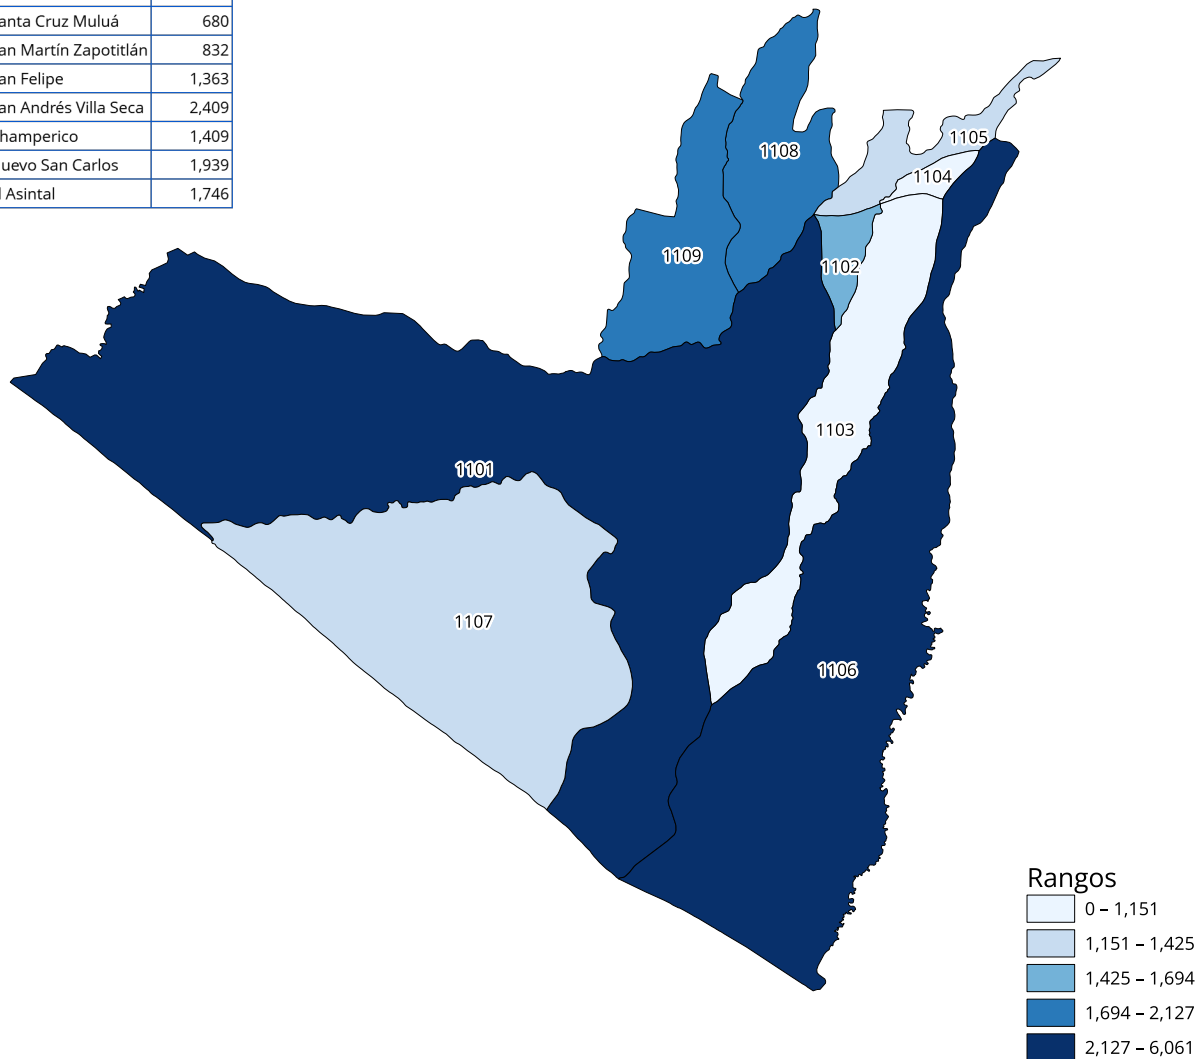 anta Cruz Muluá 680
an Martín Zapotitlán 832
an Felipe 1,363
an Andrés Villa Seca 2,409
hamperico 1,409
uevo San Carlos 1,939
l Asintal 1,746
1108
1105
1104
1109
1102
1103
1101
1107
1106
Rangos
0 – 1,151
1,151 – 1,425
1,425 – 1,694
1,694 – 2,127
2,127 – 6,061